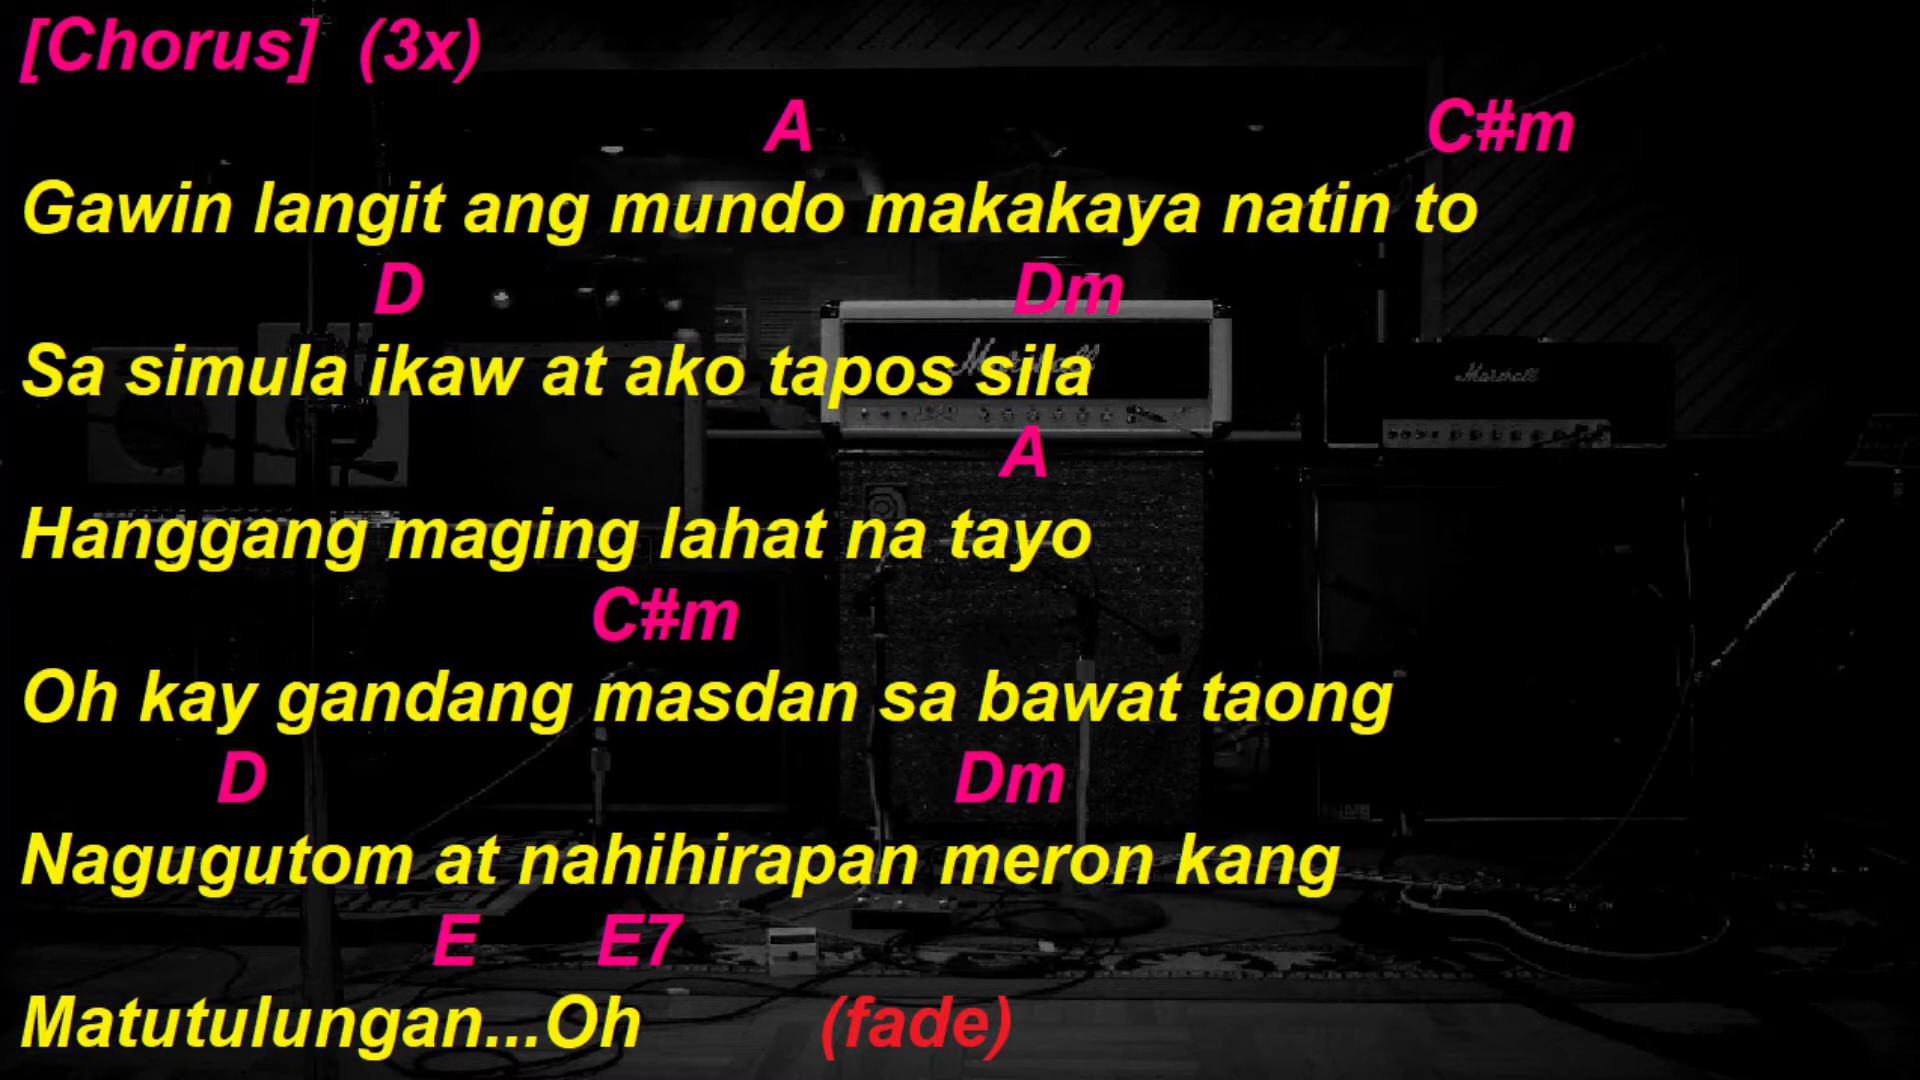 [Chorus] (3x)
A C#m
Gawin langit ang mundo makakaya natin to
D Dm
Sa simula ikaw at ako tapos sila
Marshall
Marshall
A
Hanggang maging lahat na tayo
C#m
Oh kay gandang masdan sa bawat taong
D Dm
Nagugutom at nahihirapan meron kang
E E7
Matutulungan...Oh (fade)